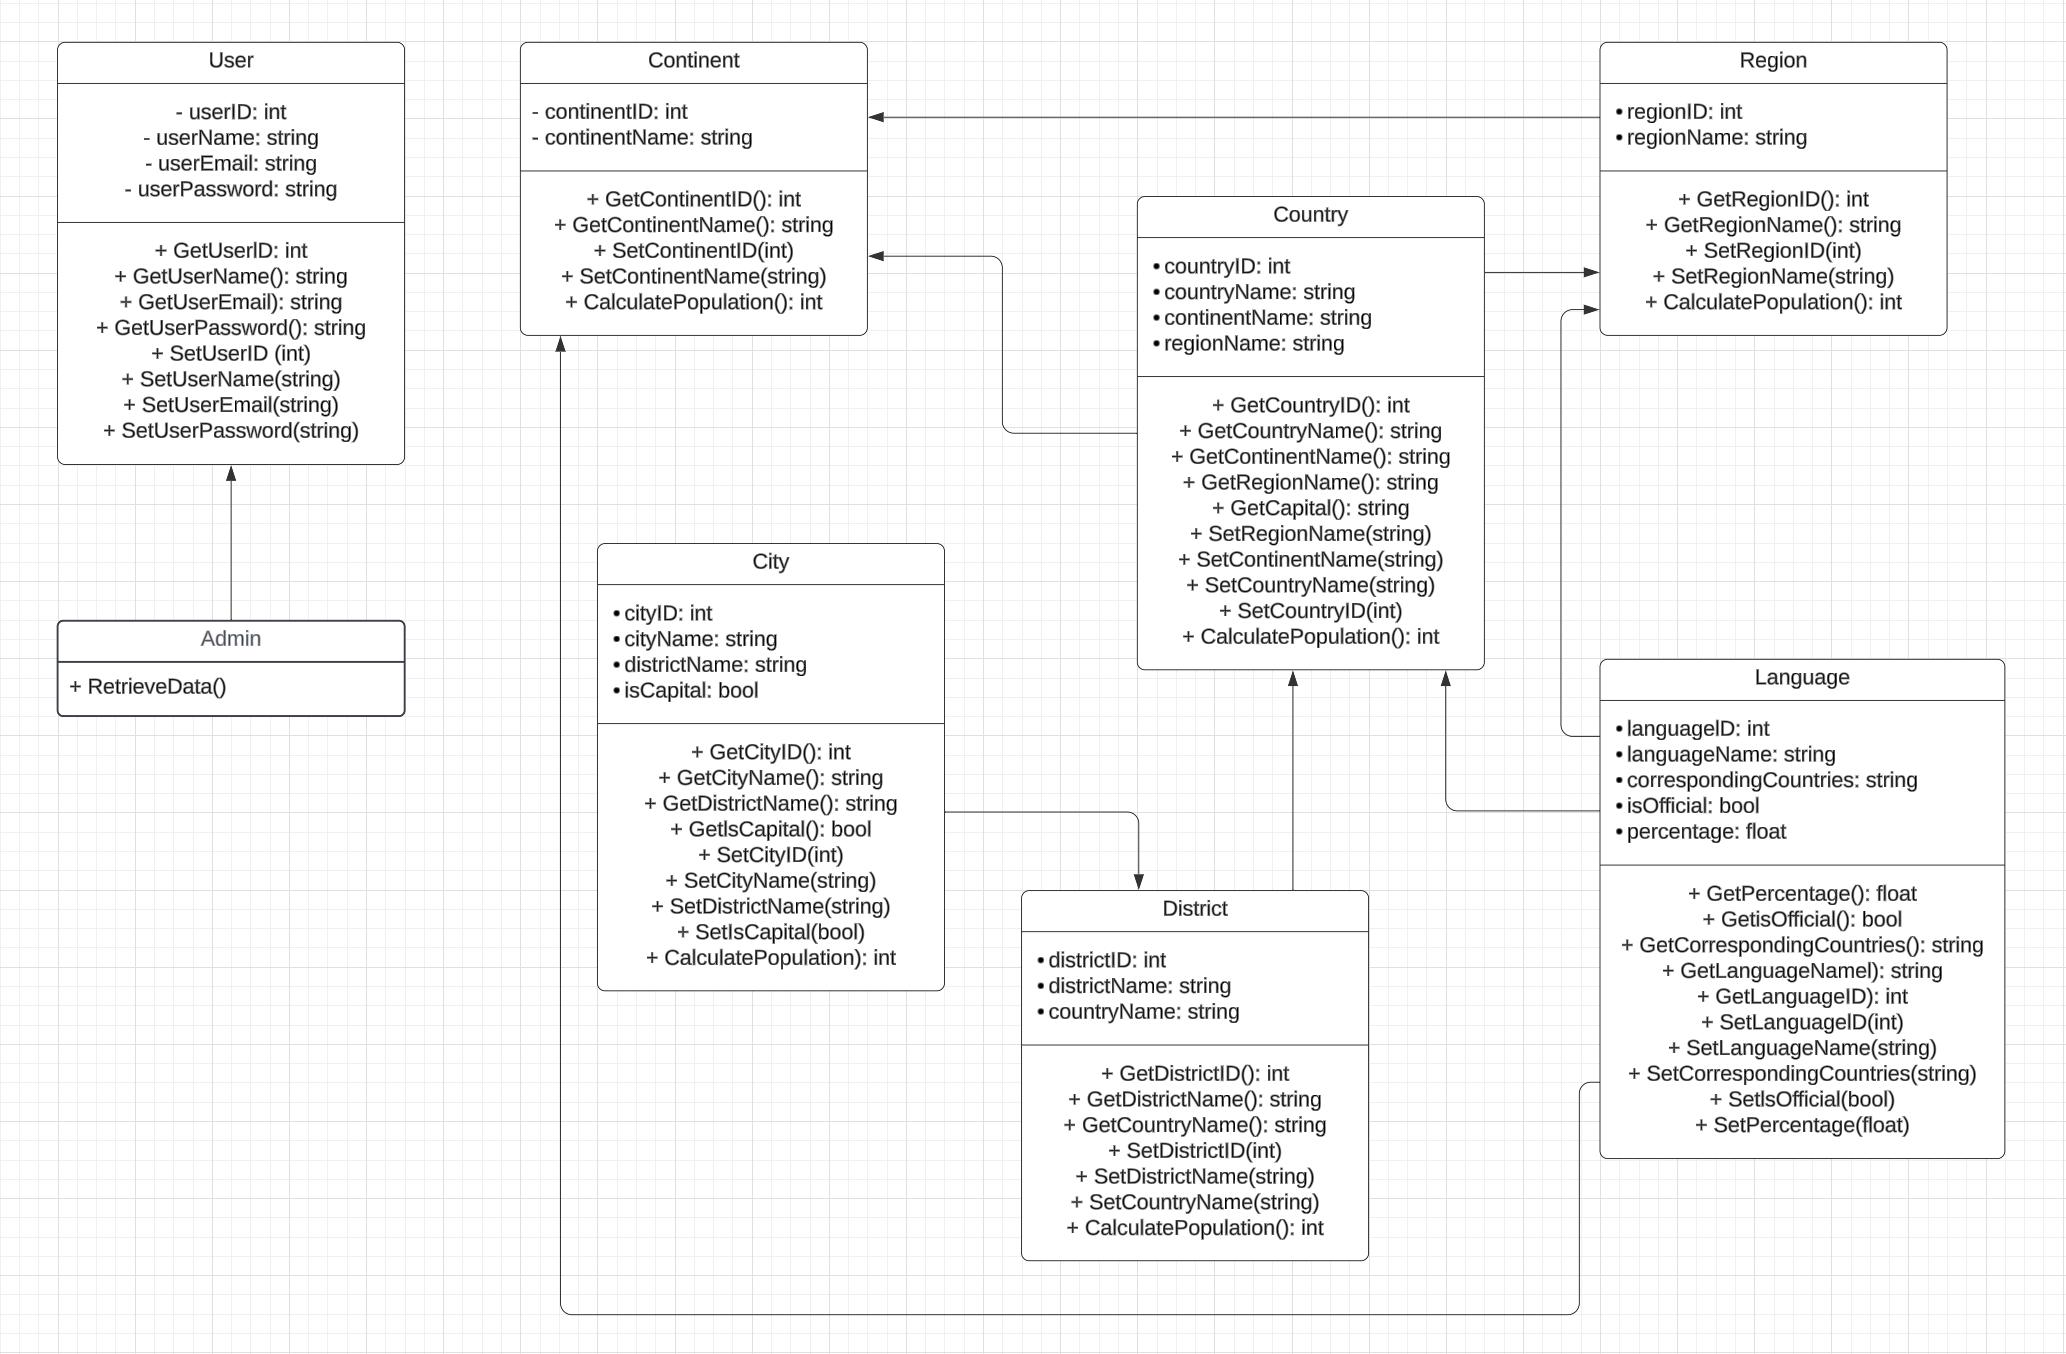 User
- userID: int
- userName: string
- userEmail: string
- userPassword: string
+ GetUserID: int
+ GetUserName(): string
+ GetUserEmail): string
+ GetUserPassword(): string
+ SetUserID (int)
+ SetUserName(string)
+ SetUserEmail(string)
+ SetUserPassword(string)
Admin
+ RetrieveData()
Continent
- continentID: int
- continentName: string
+ GetContinentID(): int
+ GetContinentName(): string
+ SetContinentID(int)
+ SetContinentName(string)
+ CalculatePopulation(): int
City
• cityID: int
• cityName: string
• districtName: string
• isCapital: bool
+ GetCityID(): int
+ GetCityName(): string
+ GetDistrictName(): string
+ GetIsCapital(): bool
+ SetCityID(int)
+ SetCityName(string)
+ SetDistrictName(string)
+ SetIsCapital(bool)
+ CalculatePopulation): int
Country
• countryID: int
• countryName: string
• continentName: string
• regionName: string
+ GetCountryID(): int
+ GetCountryName(): string
+ GetContinentName(): string
+ GetRegionName(): string
+ GetCapital(): string
+ SetRegionName(string)
+ SetContinentName(string)
+ SetCountryName(string)
+ SetCountryID(int)
+ CalculatePopulation(): int
District
• districtID: int
• districtName: string
• countryName: string
+ GetDistrictID(): int
+ GetDistrictName(): string
+ GetCountryName(): string
+ SetDistrictID(int)
+ SetDistrictName(string)
+ SetCountryName(string)
+ CalculatePopulation(): int
Region
• regionID: int
• regionName: string
+ GetRegionID(): int
+ GetRegionName(): string
+ SetRegionID(int)
+ SetRegionName(string)
+ CalculatePopulation(): int
Language
• languageID: int
• languageName: string
• correspondingCountries: string
• isOfficial: bool
• percentage: float
+ GetPercentage(): float
+ GetisOfficial(): bool
+ GetCorrespondingCountries(): string
+ GetLanguageNamel): string
+ GetLanguageID): int
+ SetLanguageID(int)
+ SetLanguageName(string)
+ SetCorrespondingCountries(string)
+ SetIsOfficial(bool)
+ SetPercentage(float)